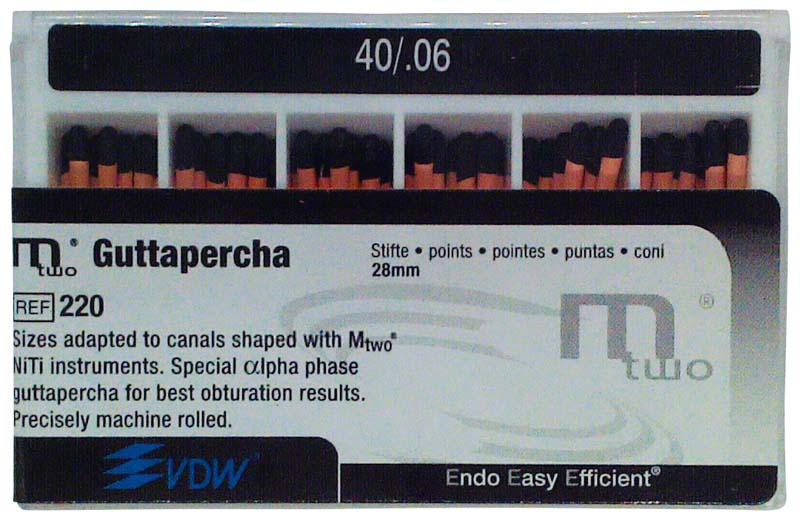 40/.06
mtwo® Guttapercha
Stifte • points • pointes • puntas • coni
28mm
REF 220
Sizes adapted to canals shaped with Mtwo®
NiTi instruments. Special αlpha phase
guttapercha for best obturation results.
Precisely machine rolled.
mtwo®
VDW®
Endo Easy Efficient®